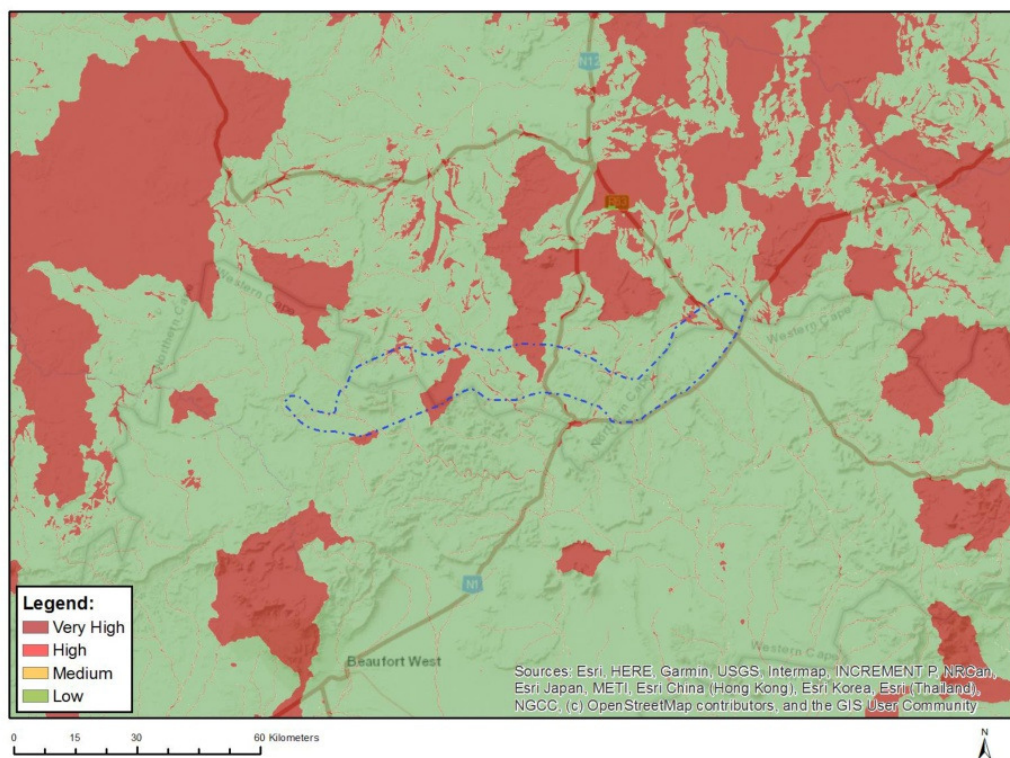 N12
Western Cape
Northern Cape
Western Cape
Northern Cape
N1
Beaufort West
Western Cape
Legend:
Very High
High
Medium
Low
Sources: Esri, HERE, Garmin, USGS, Intermap, INCREMENT P, NRCan,
Esri Japan, METI, Esri China (Hong Kong), Esri Korea, Esri (Thailand),
NGCC, (c) OpenStreetMap contributors, and the GIS User Community
0 15 30 60 Kilometers
N